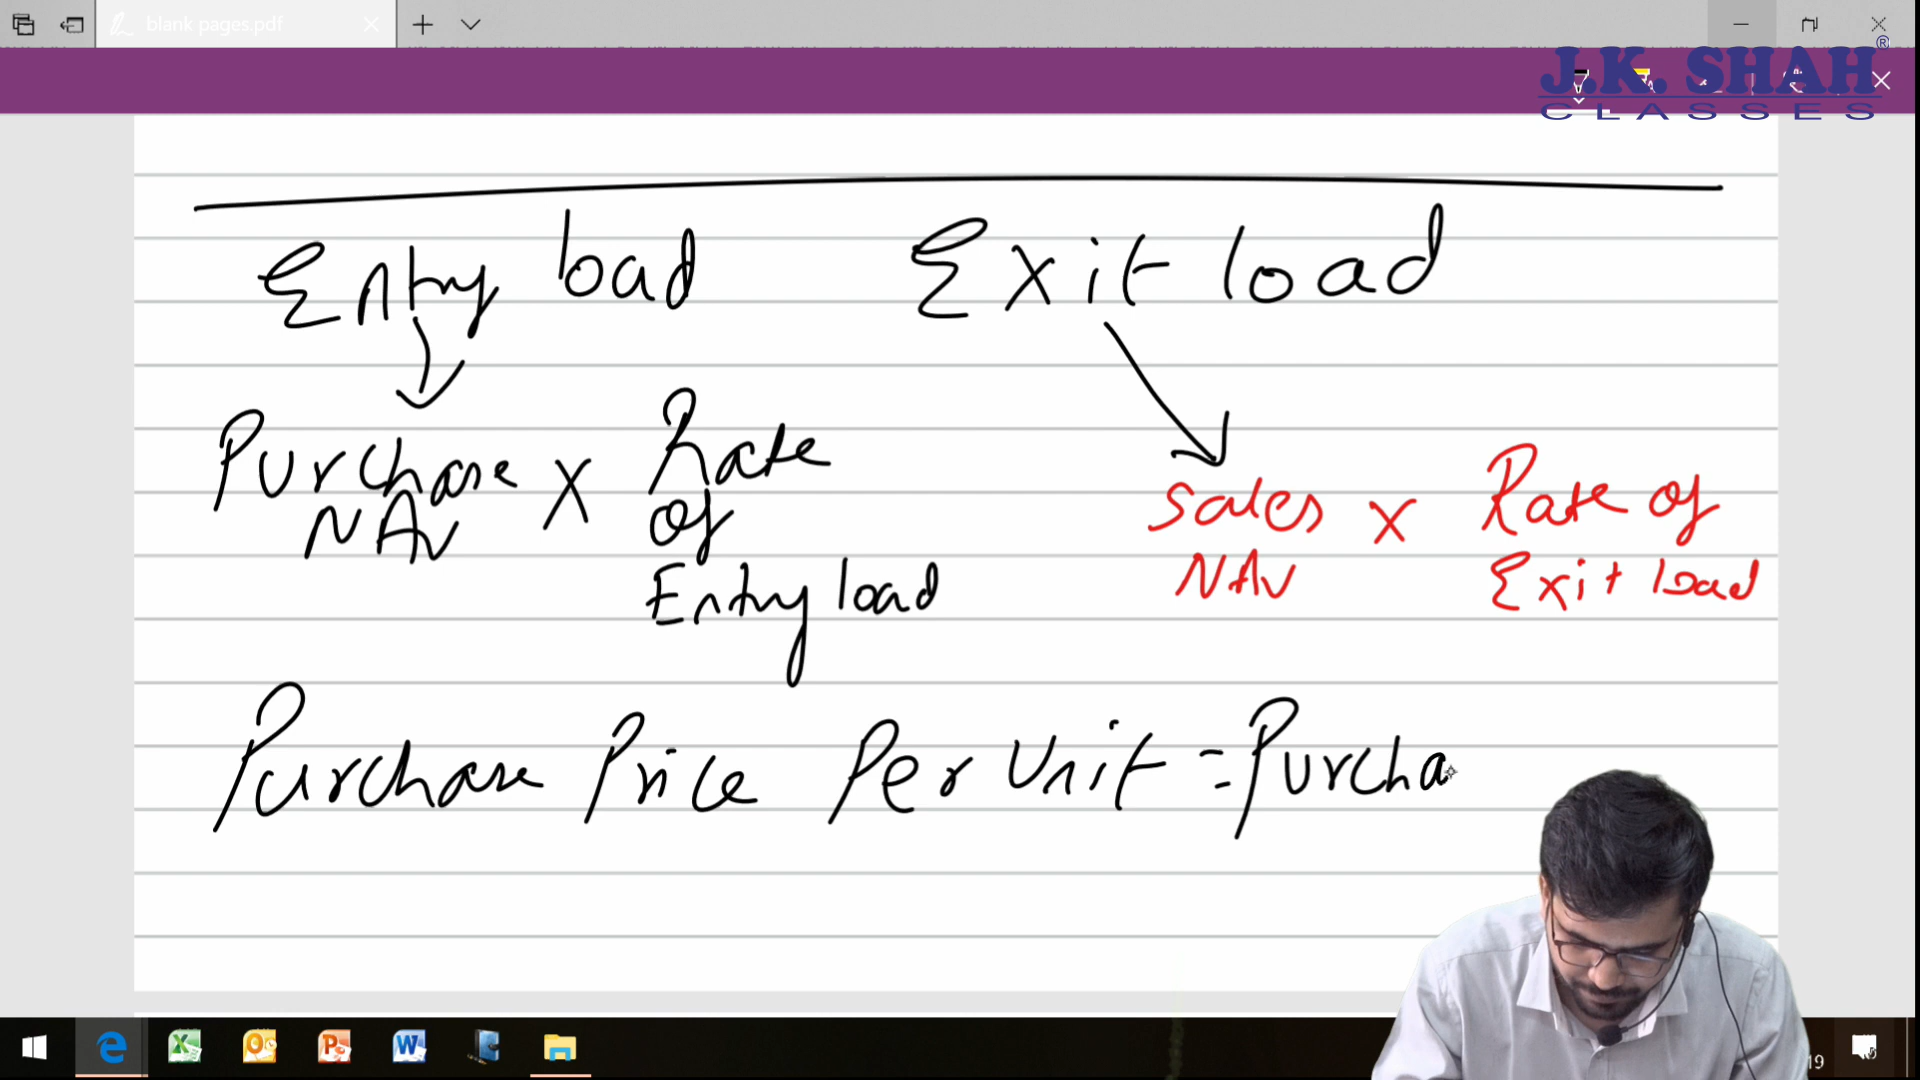 blank pages.pdf
J.K. SHAH®
CLASSES
Entry load
Exit load
Purchase X Rate
NAV of
Entry load
Sales X Rate of
NAV Exit load
Purchase Price Per Unit = Purcha
19